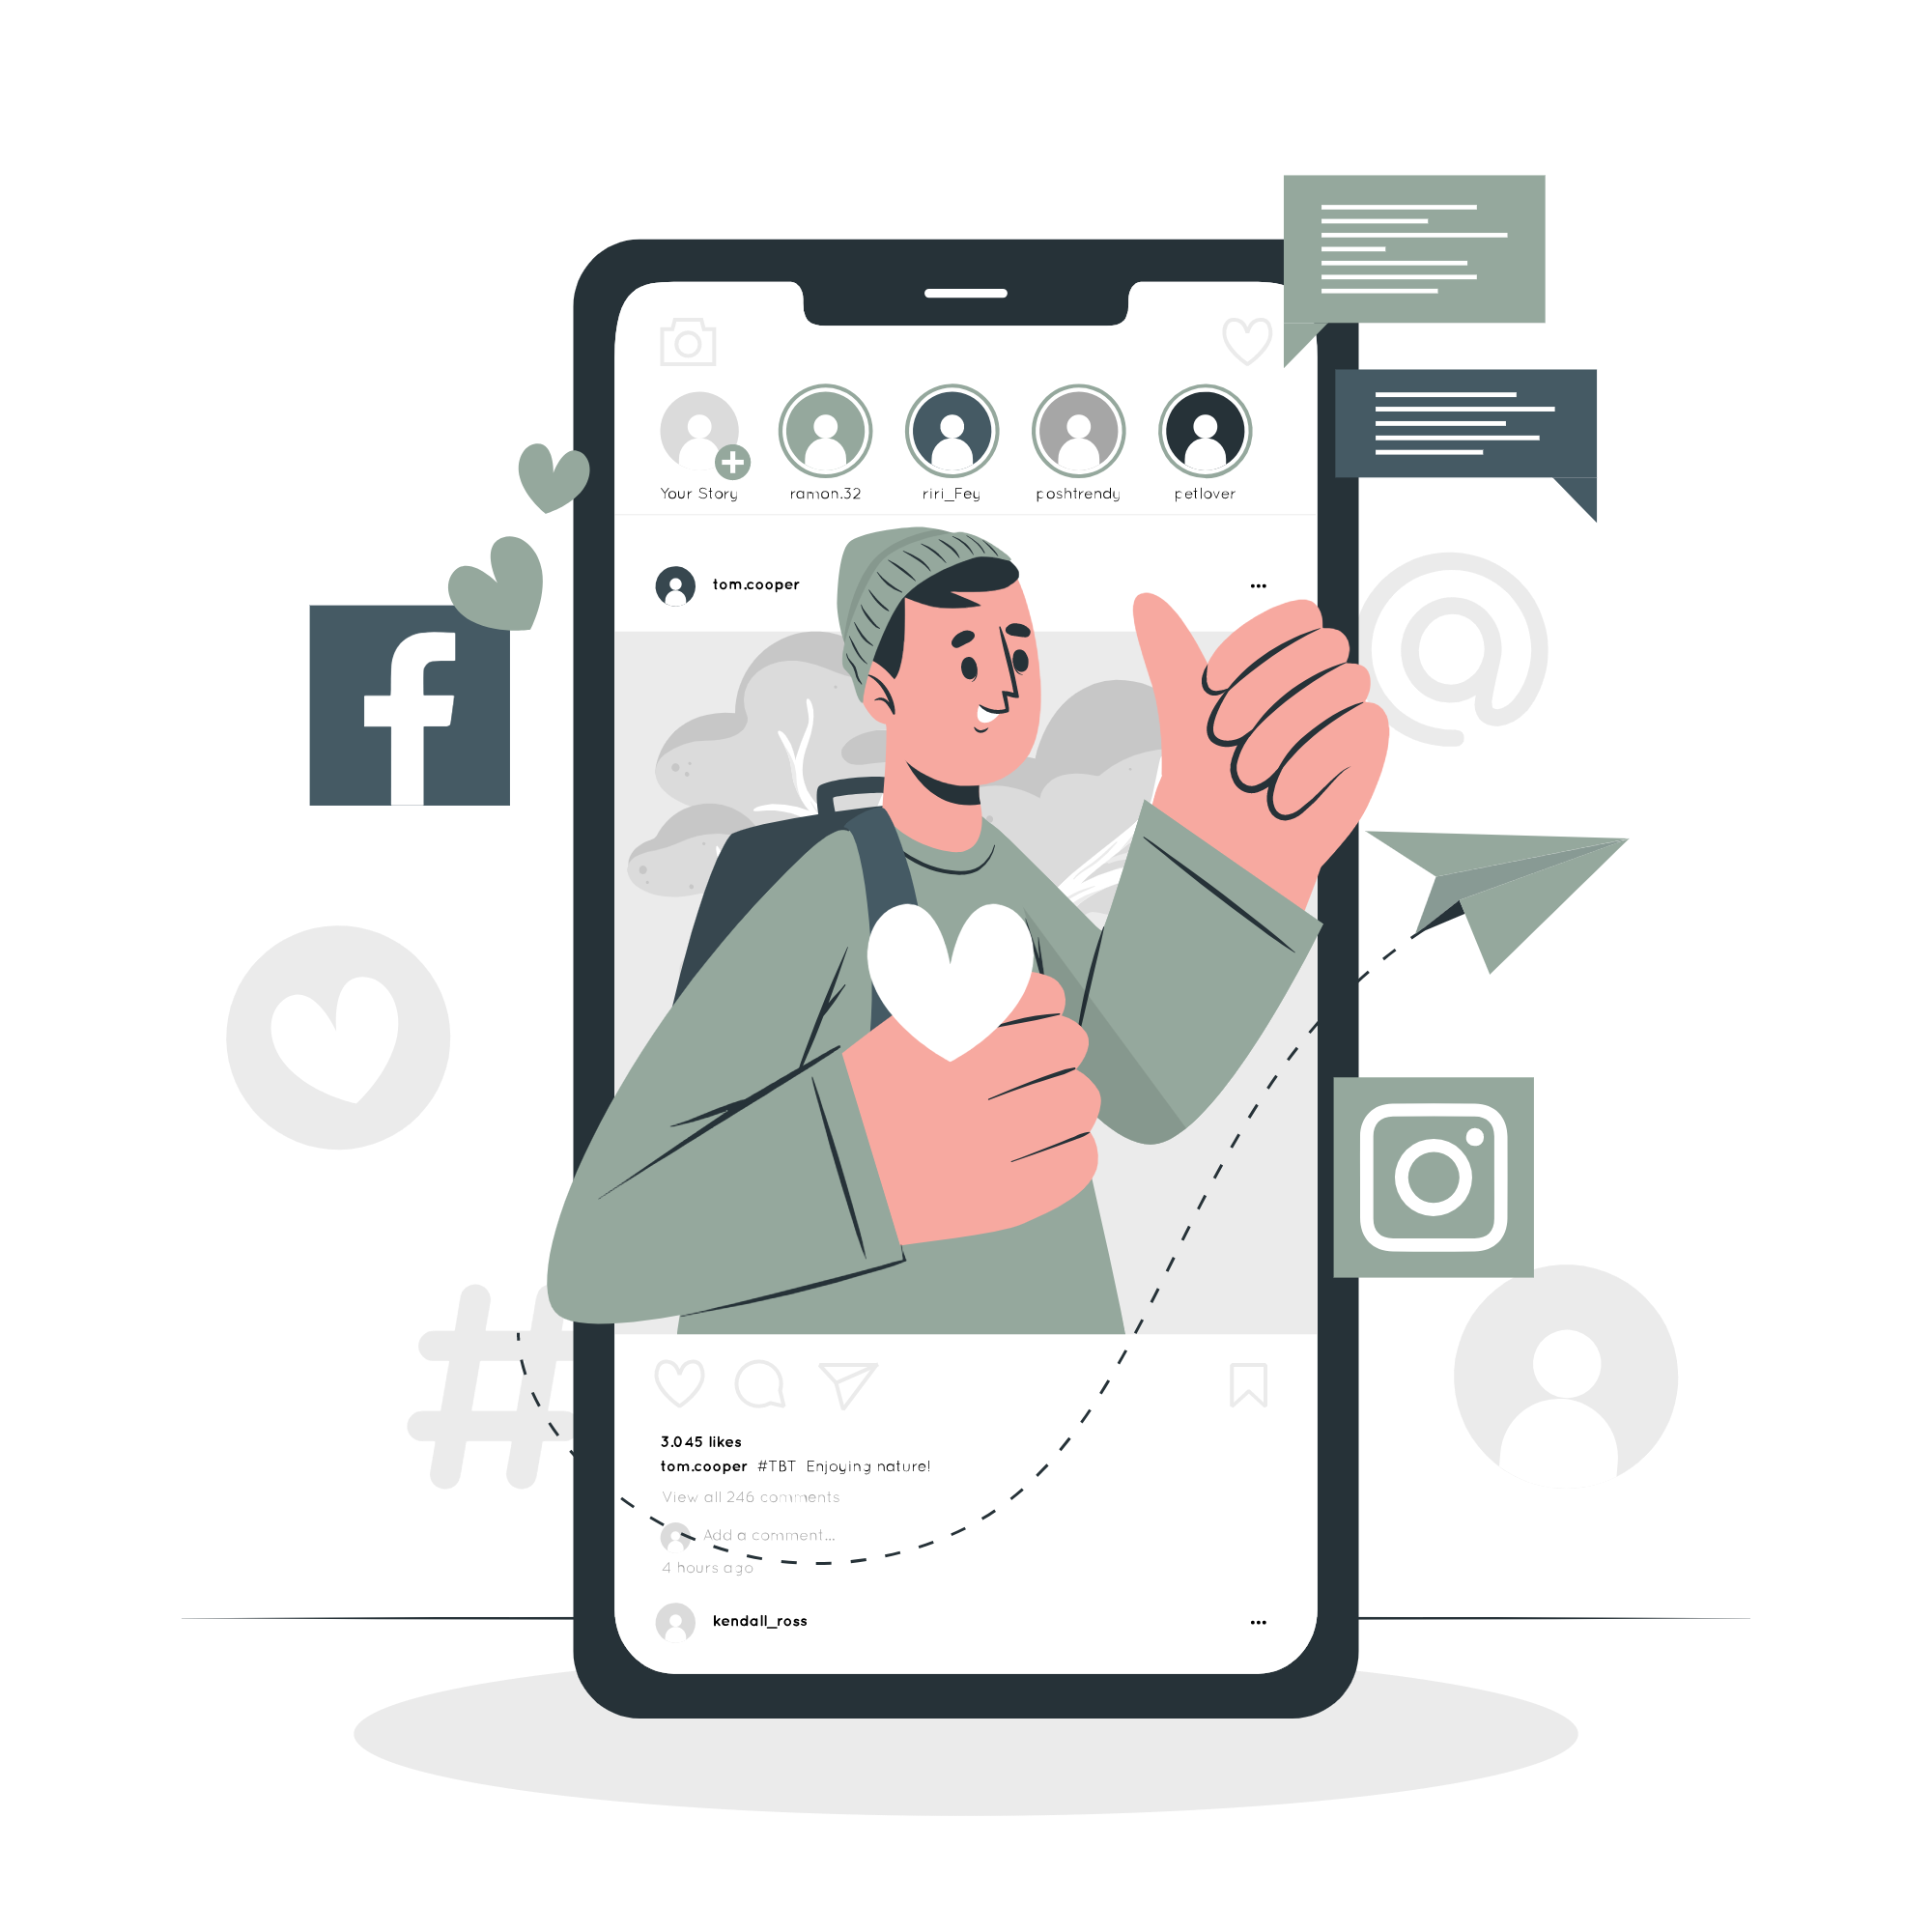 Your Story ramon.32 riri_Fey poshtrendy petlover
tom.cooper
3.045 likes
tom.cooper #TBT Enjoying nature!
View all 246 comments
Add a comment...
4 hours ago
kendall_ross